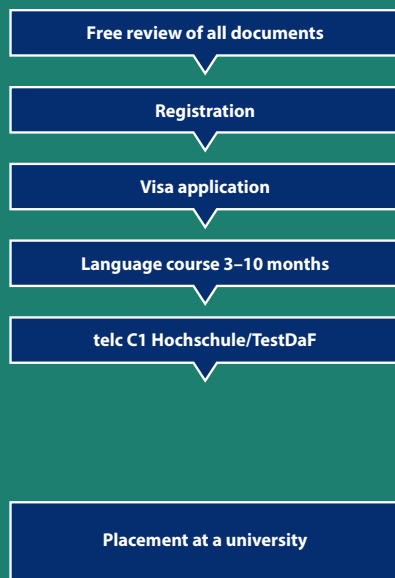 Free review of all documents
Registration
Visa application
Language course 3–10 months
telc C1 Hochschule/TestDaF
Placement at a university